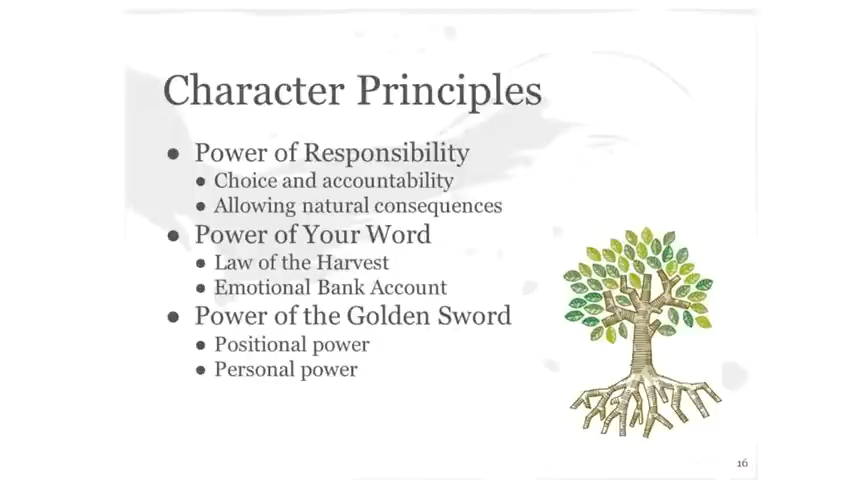 Character Principles
● Power of Responsibility
● Choice and accountability
● Allowing natural consequences
● Power of Your Word
● Law of the Harvest
● Emotional Bank Account
● Power of the Golden Sword
● Positional power
● Personal power
16